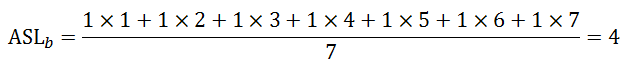 ASL_b = (1 × 1 + 1 × 2 + 1 × 3 + 1 × 4 + 1 × 5 + 1 × 6 + 1 × 7) / 7 = 4